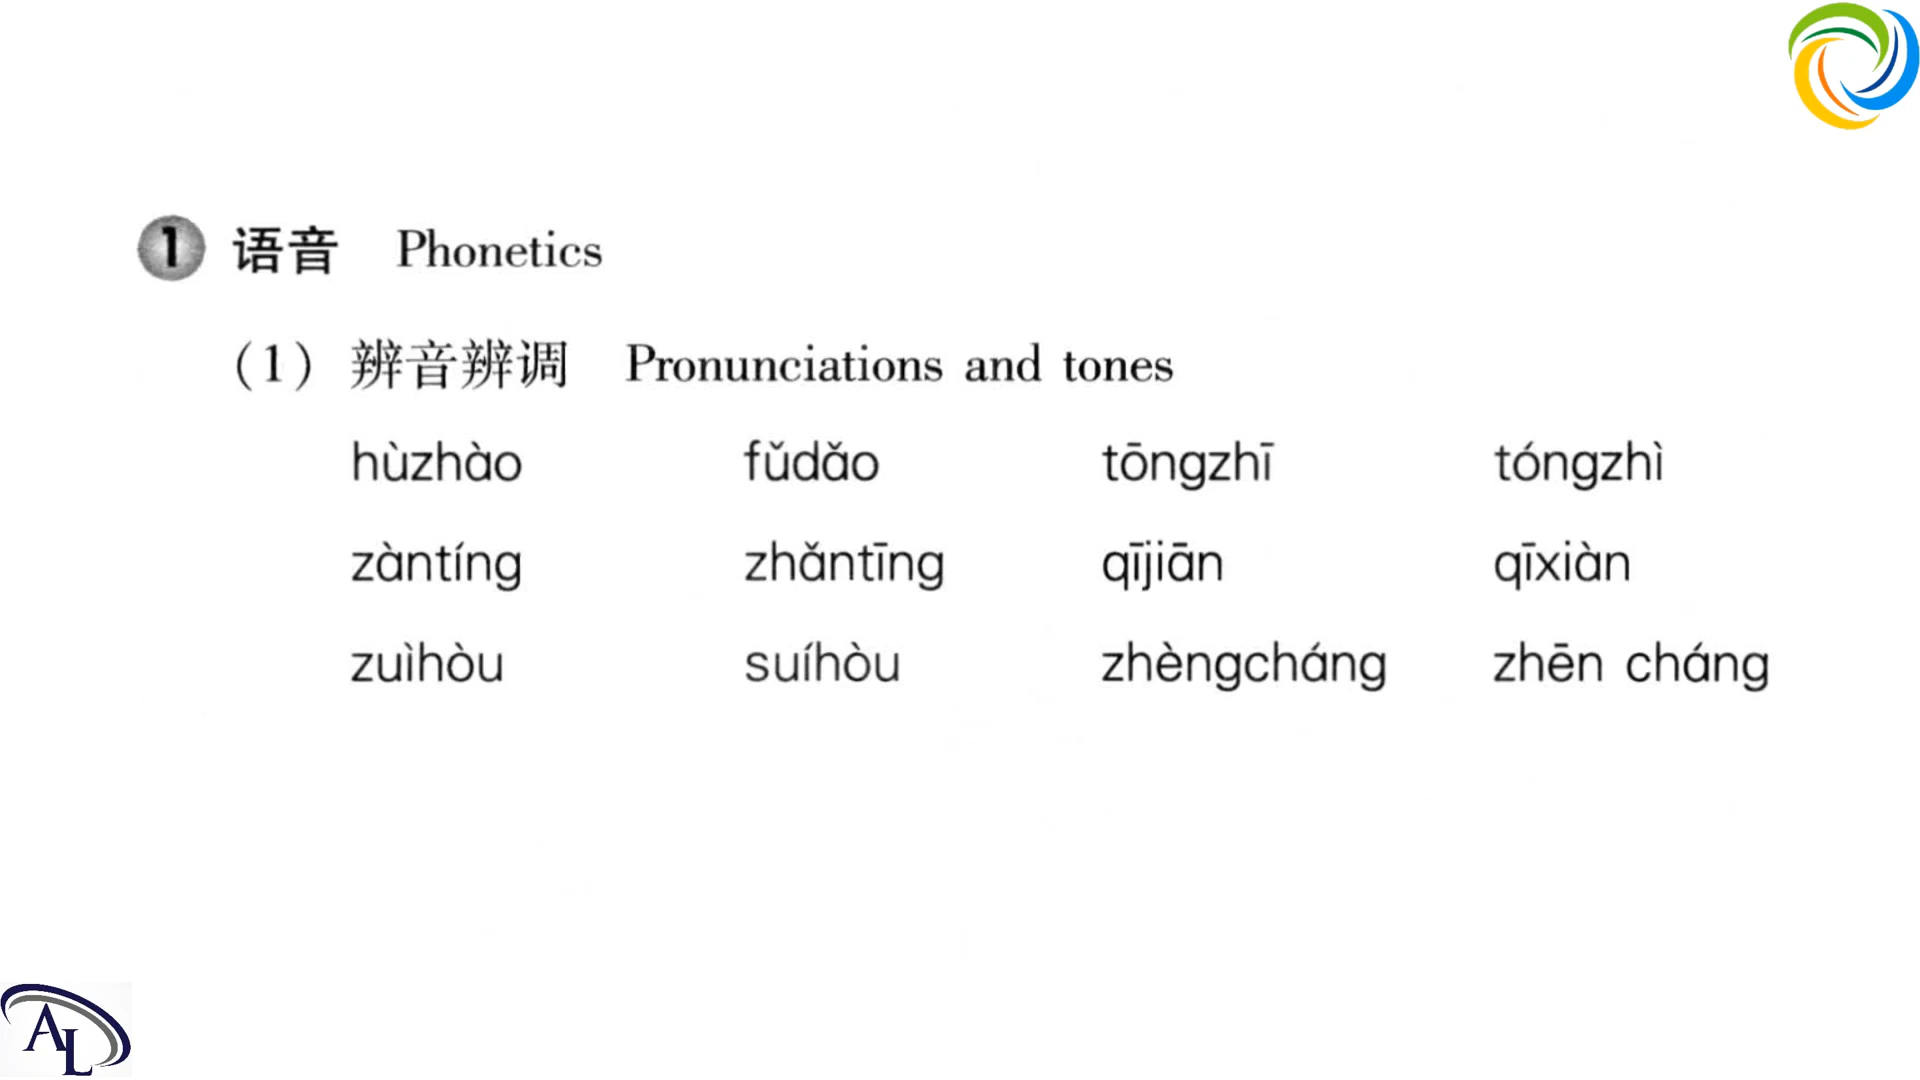 1 语音 Phonetics
(1) 辨音辨调 Pronunciations and tones
hùzhào fǔdǎo tōngzhī tóngzhì
zàntíng zhǎntīng qījiān qīxiàn
zuìhòu suíhòu zhèngcháng zhēn cháng
AL